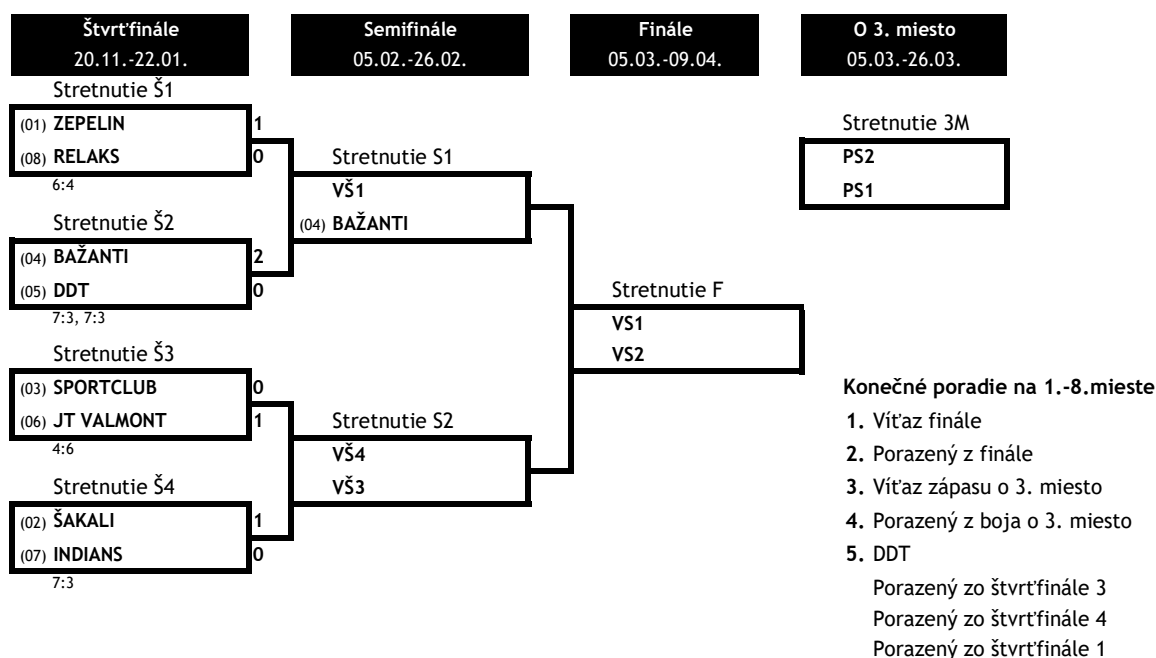 Štvrťfinále
20.11.-22.01.
Semifinále
05.02.-26.02.
Finále
05.03.-09.04.
O 3. miesto
05.03.-26.03.
Stretnutie Š1
(01) ZEPELIN 1
(08) RELAKS 0
6:4
Stretnutie Š2
(04) BAŽANTI 2
(05) DDT 0
7:3, 7:3
Stretnutie Š3
(03) SPORTCLUB 0
(06) JT VALMONT 1
4:6
Stretnutie Š4
(02) ŠAKALI 1
(07) INDIANS 0
7:3
Stretnutie S1
VŠ1
(04) BAŽANTI
Stretnutie S2
VŠ4
VŠ3
Stretnutie F
VS1
VS2
Stretnutie 3M
PS2
PS1
Konečné poradie na 1.-8.mieste
1. Víťaz finále
2. Porazený z finále
3. Víťaz zápasu o 3. miesto
4. Porazený z boja o 3. miesto
5. DDT
Porazený zo štvrťfinále 3
Porazený zo štvrťfinále 4
Porazený zo štvrťfinále 1